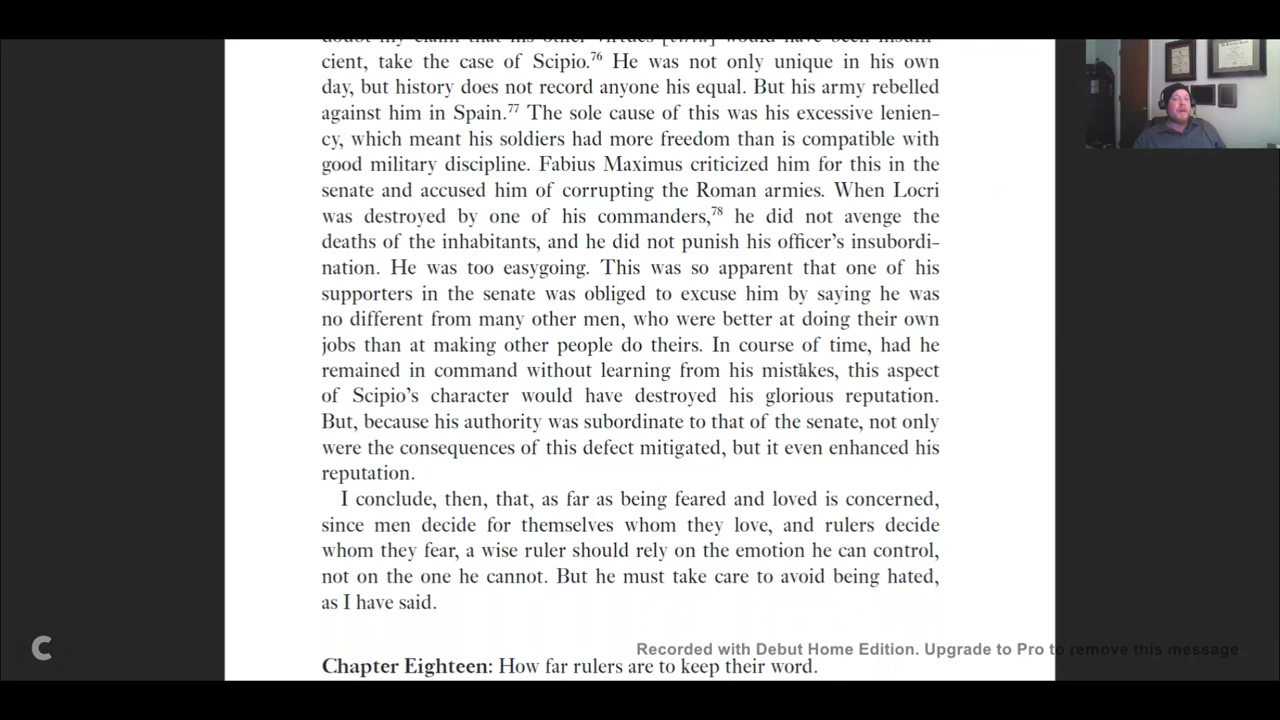 doubt my claim that his other virtues [virtù] would have been insuffi-
cient, take the case of Scipio.76 He was not only unique in his own
day, but history does not record anyone his equal. But his army rebelled
against him in Spain.77 The sole cause of this was his excessive lenien-
cy, which meant his soldiers had more freedom than is compatible with
good military discipline. Fabius Maximus criticized him for this in the
senate and accused him of corrupting the Roman armies. When Locri
was destroyed by one of his commanders,78 he did not avenge the
deaths of the inhabitants, and he did not punish his officer's insubordi-
nation. He was too easygoing. This was so apparent that one of his
supporters in the senate was obliged to excuse him by saying he was
no different from many other men, who were better at doing their own
jobs than at making other people do theirs. In course of time, had he
remained in command without learning from his mistakes, this aspect
of Scipio's character would have destroyed his glorious reputation.
But, because his authority was subordinate to that of the senate, not only
were the consequences of this defect mitigated, but it even enhanced his
reputation.
I conclude, then, that, as far as being feared and loved is concerned,
since men decide for themselves whom they love, and rulers decide
whom they fear, a wise ruler should rely on the emotion he can control,
not on the one he cannot. But he must take care to avoid being hated,
as I have said.
Recorded with Debut Home Edition. Upgrade to Pro to remove this message
Chapter Eighteen: How far rulers are to keep their word.